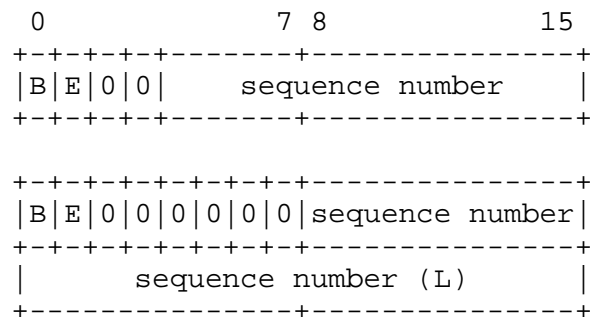 0             7 8            15
+-+-+-+-+-------+---------------+
|B|E|0|0|    sequence number    |
+-+-+-+-+-------+---------------+

+-+-+-+-+-+-+-+-+---------------+
|B|E|0|0|0|0|0|0|sequence number|
+-+-+-+-+-+-+-+-+---------------+
|      sequence number (L)      |
+---------------+---------------+